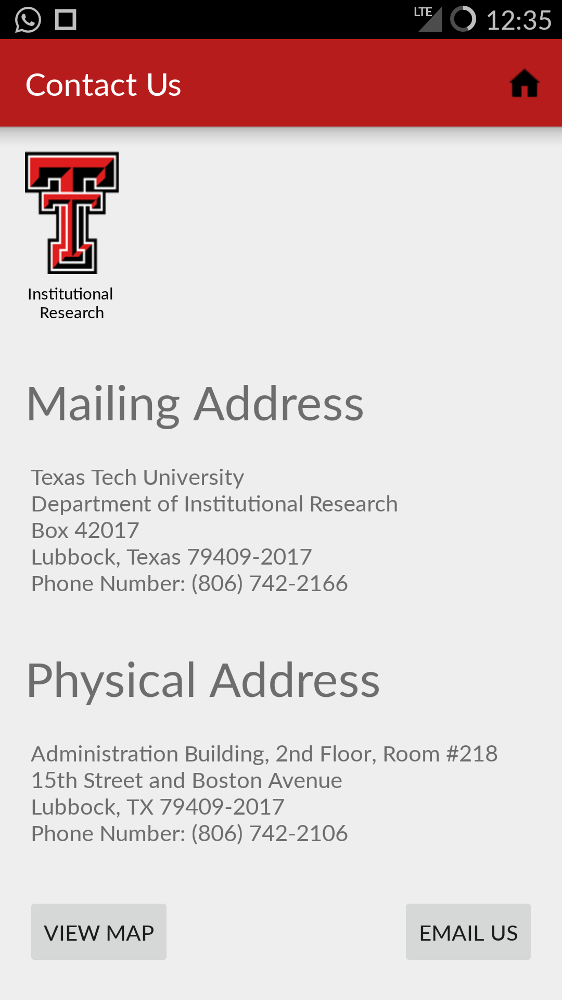 LTE 12:35
Contact Us
Institutional
Research
Mailing Address
Texas Tech University
Department of Institutional Research
Box 42017
Lubbock, Texas 79409-2017
Phone Number: (806) 742-2166
Physical Address
Administration Building, 2nd Floor, Room #218
15th Street and Boston Avenue
Lubbock, TX 79409-2017
Phone Number: (806) 742-2106
VIEW MAP
EMAIL US